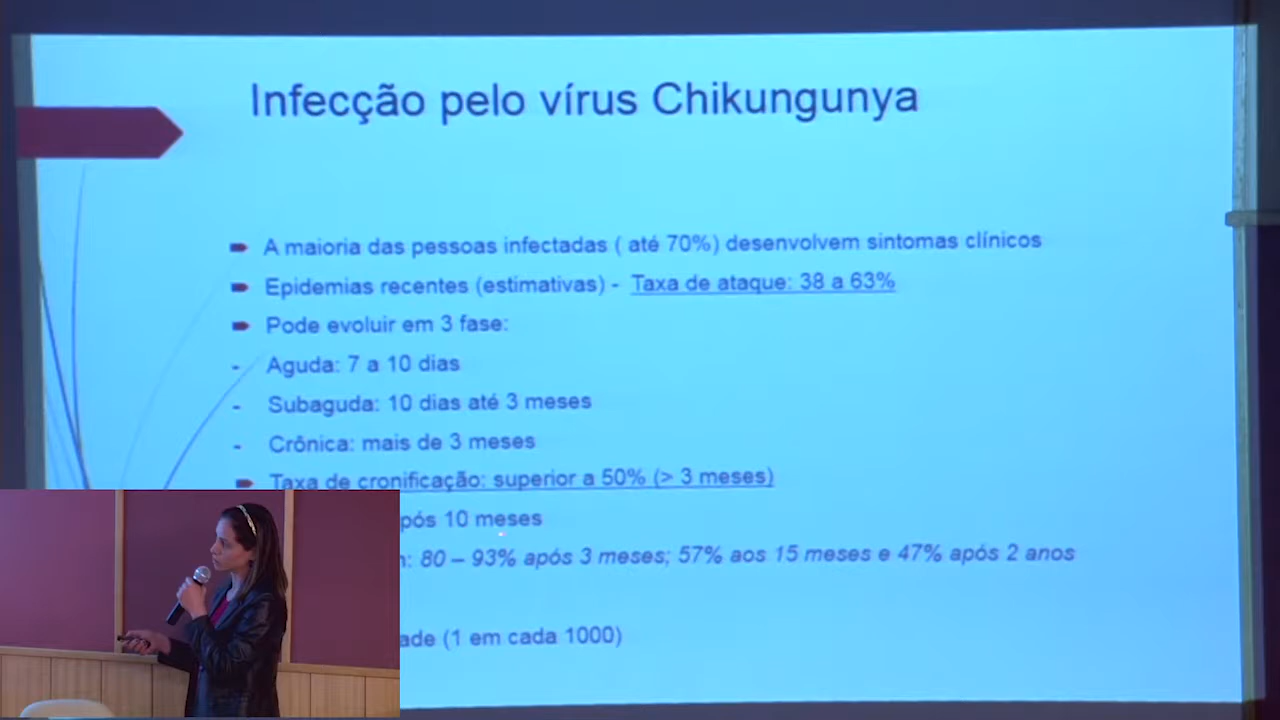 Infecção pelo vírus Chikungunya
A maioria das pessoas infectadas ( até 70%) desenvolvem sintomas clínicos
Epidemias recentes (estimativas) - Taxa de ataque: 38 a 63%
Pode evoluir em 3 fase:
- Aguda: 7 a 10 dias
- Subaguda: 10 dias até 3 meses
- Crônica: mais de 3 meses
Taxa de cronificação: superior a 50% (> 3 meses)
10 meses
80 – 93% após 3 meses; 57% aos 15 meses e 47% após 2 anos
(1 em cada 1000)